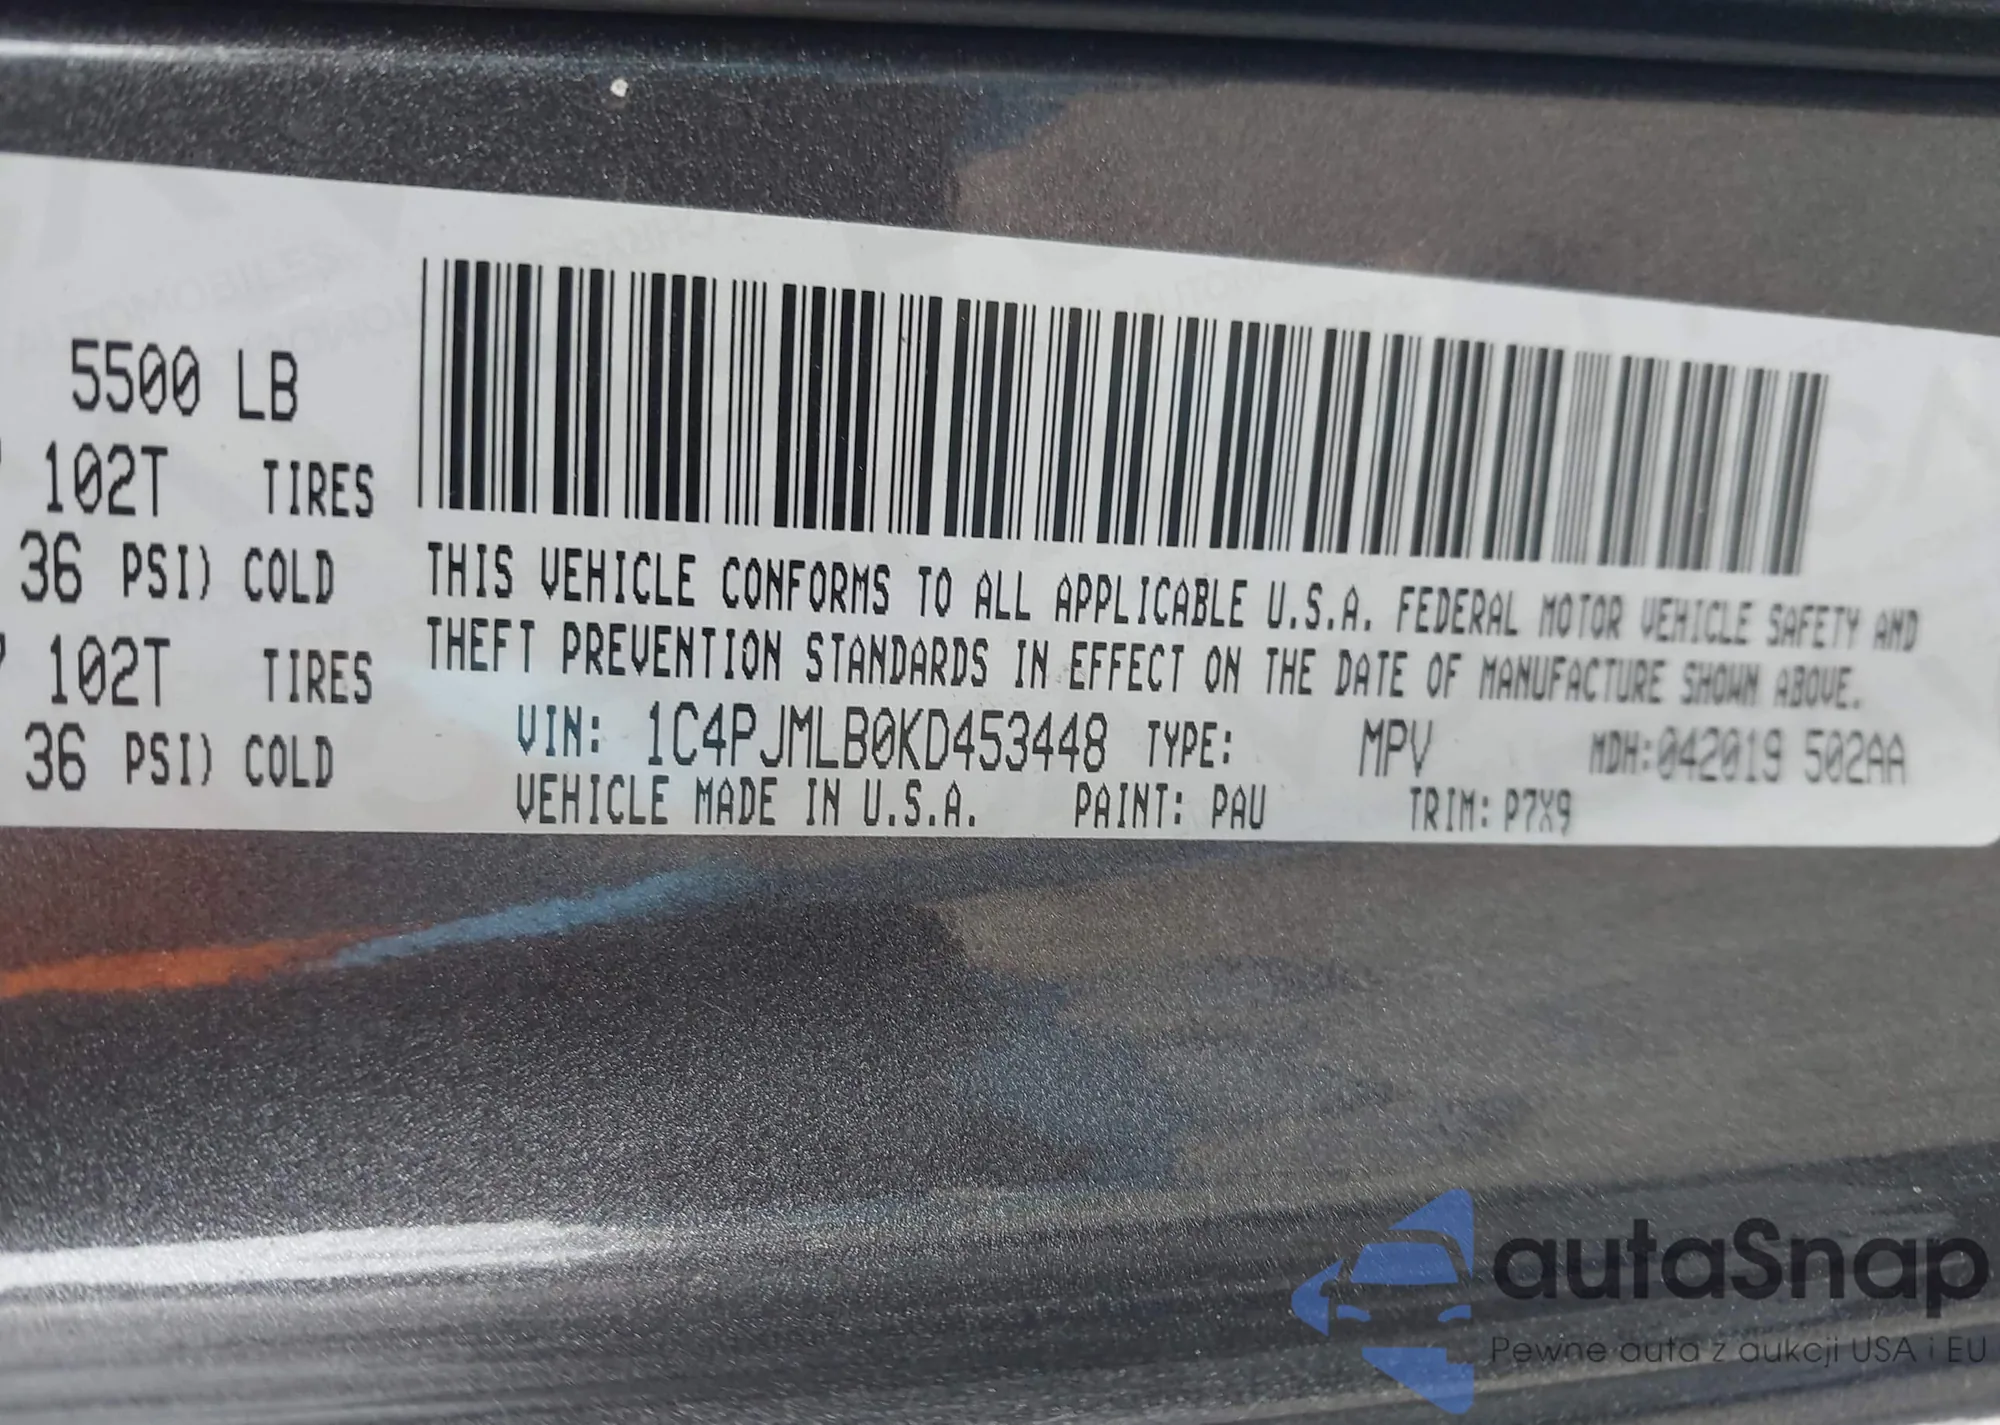 5500 LB
102T TIRES
36 PSI) COLD
102T TIRES
36 PSI) COLD
THIS VEHICLE CONFORMS TO ALL APPLICABLE U.S.A. FEDERAL MOTOR VEHICLE SAFETY AND
THEFT PREVENTION STANDARDS IN EFFECT ON THE DATE OF MANUFACTURE SHOWN ABOVE.
VIN: 1C4PJMLB0KD453448 TYPE: MPV MDH:042019 502AA
VEHICLE MADE IN U.S.A. PAINT: PAU TRIM: P7X9
autaSnap
Pewne auta z aukcji USA i EU